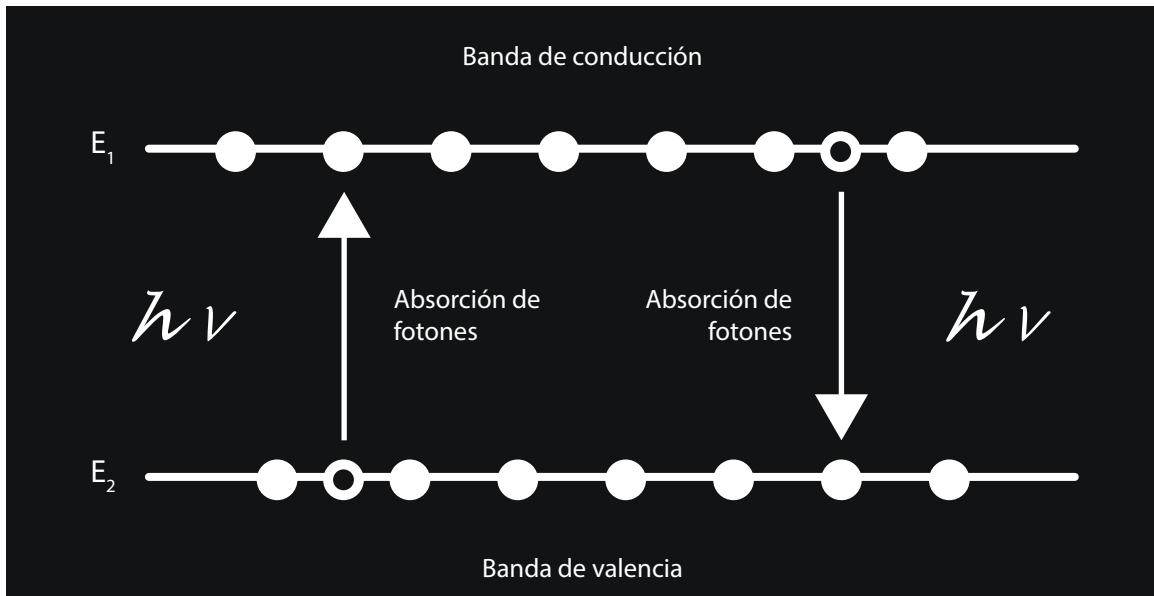 Banda de conducción
E₁
Absorción de
fotones
Absorción de
fotones
hν
hν
E₂
Banda de valencia